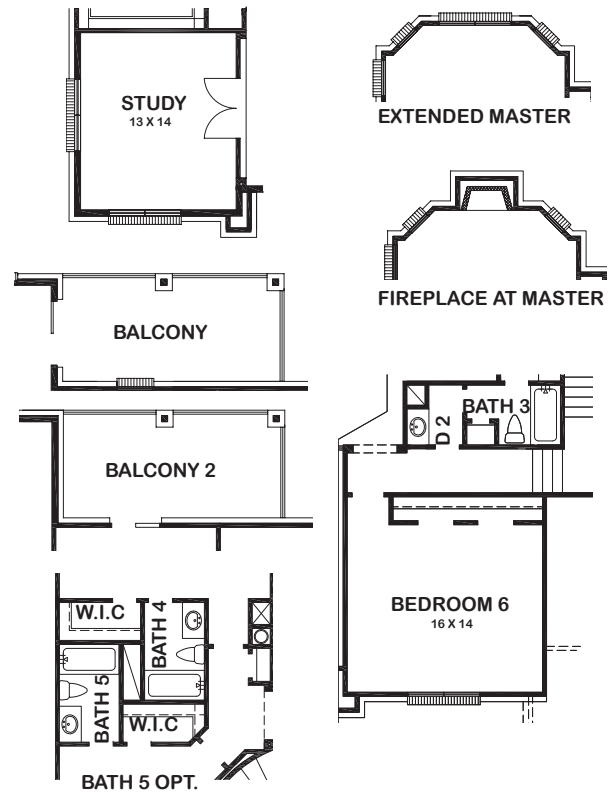 STUDY
13 X 14
EXTENDED MASTER
FIREPLACE AT MASTER
BALCONY
BALCONY 2
BATH 3
D 2
BEDROOM 6
16 X 14
W.I.C
BATH 4
BATH 5
W.I.C
BATH 5 OPT.